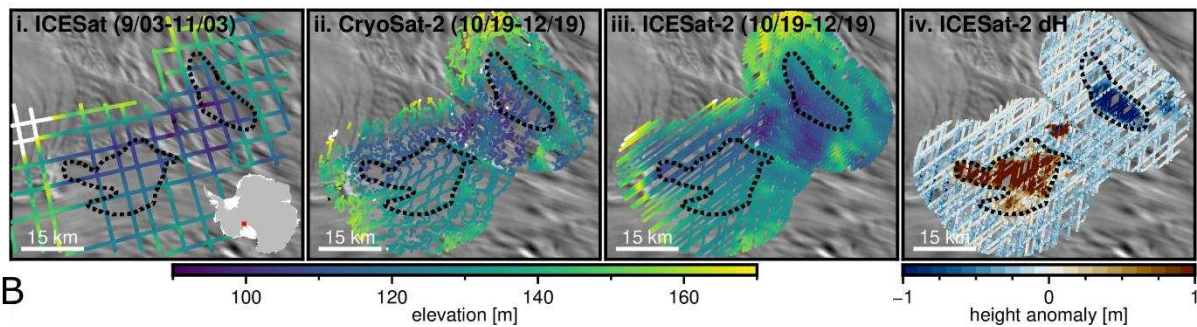 i. ICESat (9/03-11/03)
ii. CryoSat-2 (10/19-12/19)
iii. ICESat-2 (10/19-12/19)
iv. ICESat-2 dH
15 km
15 km
15 km
15 km
B
100
120
140
160
elevation [m]
−1
0
1
height anomaly [m]